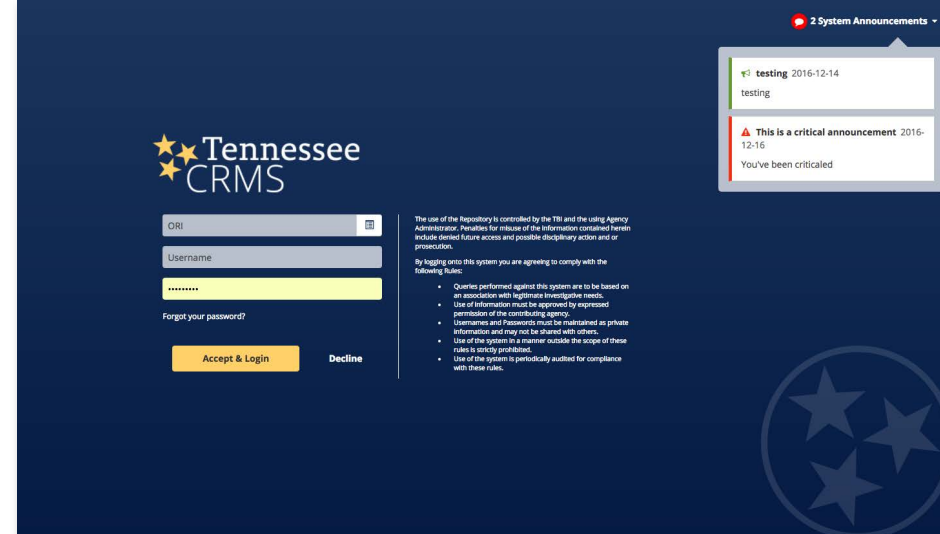 2 System Announcements
testing 2016-12-14
testing
This is a critical announcement 2016-
12-16
You've been criticaled
Tennessee
CRMS
ORI
Username
•••••••••
Forgot your password?
Accept & Login
Decline
The use of the Repository is controlled by the TBI and the using Agency
Administrator. Penalties for misuse of the information contained herein
include denied future access and possible disciplinary action and or
prosecution.
By logging onto this system you are agreeing to comply with the
following Rules:
• Queries performed against this system are to be based on
an association with legitimate investigative needs.
• Use of information must be approved by expressed
permission of the contributing agency.
• Usernames and Passwords must be maintained as private
information and may not be shared with others.
• Use of the system in a manner outside the scope of these
rules is strictly prohibited.
• Use of the system is periodically audited for compliance
with these rules.